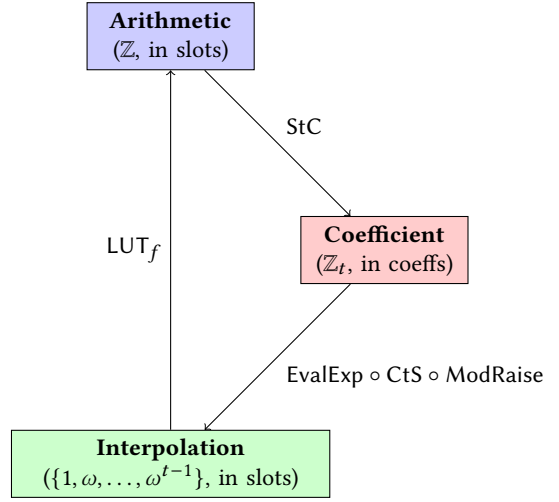 Arithmetic
(ℤ, in slots)
StC
Coefficient
(ℤ_t, in coeffs)
LUT_f
EvalExp ∘ CtS ∘ ModRaise
Interpolation
({1, ω, . . . , ω^{t−1}}, in slots)